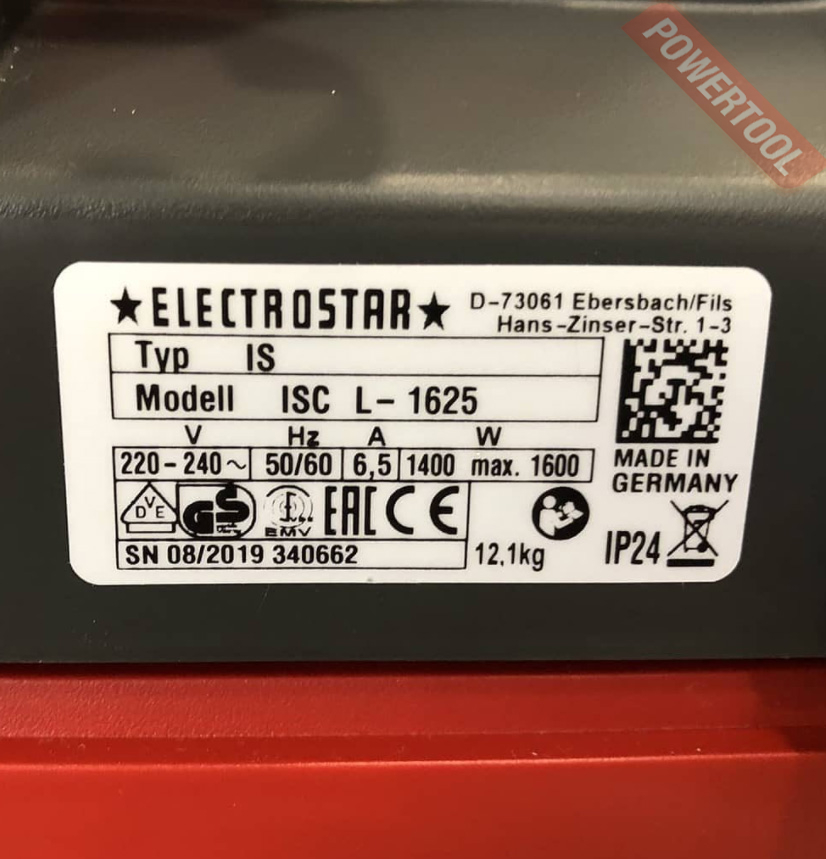 POWERTOOL
★ELECTROSTAR★ D-73061 Ebersbach/Fils
Hans-Zinser-Str. 1-3
Typ IS
Modell ISC L-1625
V Hz A W
220-240~ 50/60 6,5 1400 max. 1600
MADE IN
GERMANY
VDE GS EMV EAC CE
IP24
SN 08/2019 340662 12,1kg